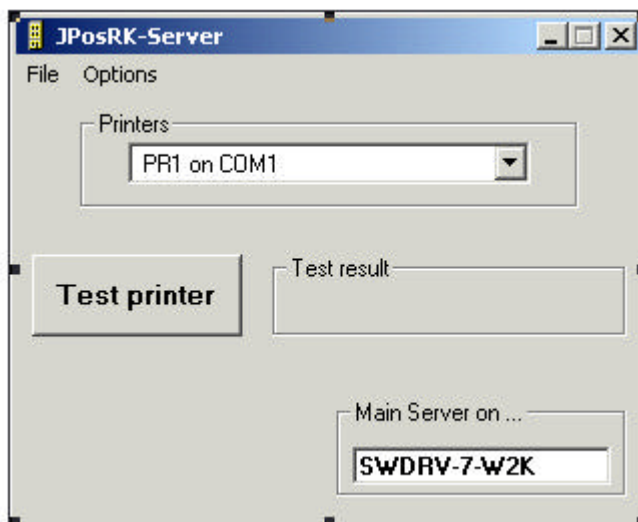 JPosRK-Server
File Options
Printers
PR1 on COM1
Test printer
Test result
Main Server on ...
SWDRV-7-W2K